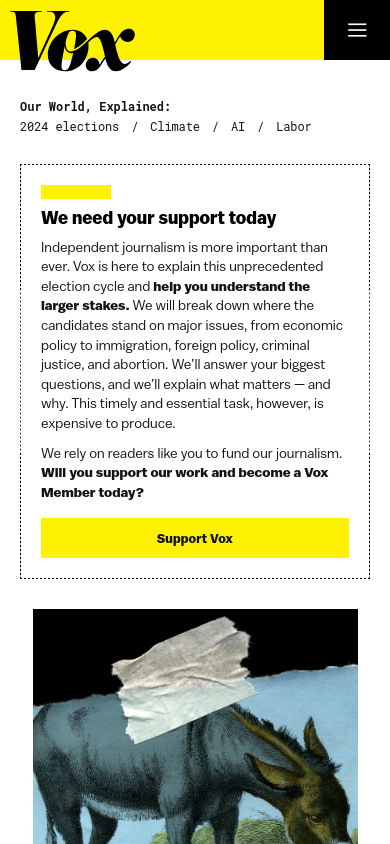 Vox
Our World, Explained:
2024 elections / Climate / AI / Labor
We need your support today
Independent journalism is more important than
ever. Vox is here to explain this unprecedented
election cycle and help you understand the
larger stakes. We will break down where the
candidates stand on major issues, from economic
policy to immigration, foreign policy, criminal
justice, and abortion. We’ll answer your biggest
questions, and we’ll explain what matters — and
why. This timely and essential task, however, is
expensive to produce.
We rely on readers like you to fund our journalism.
Will you support our work and become a Vox
Member today?
Support Vox